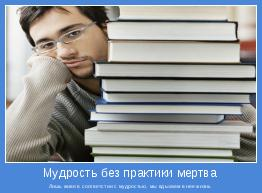 Мудрость без практики мертва
Лишь живя в соответствии с мудростью, мы вдыхаем в нее жизнь